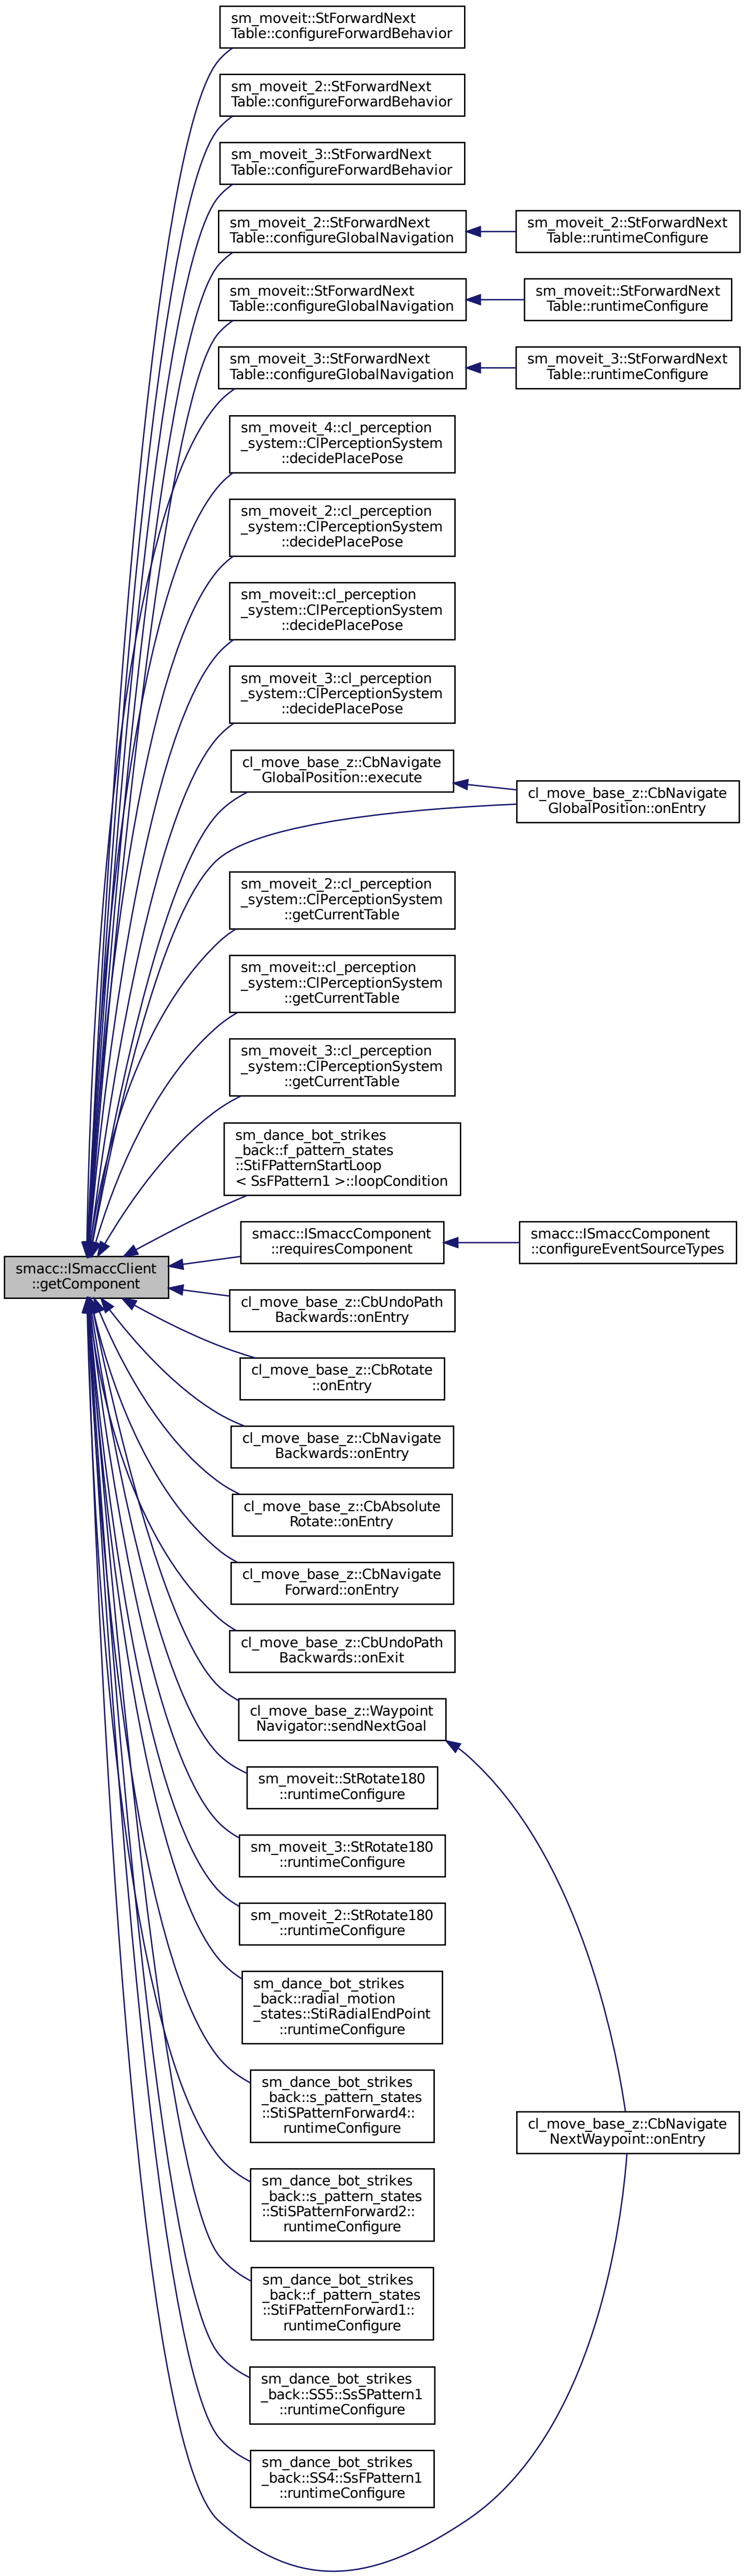 sm_moveit::StForwardNext
Table::configureForwardBehavior
sm_moveit_2::StForwardNext
Table::configureForwardBehavior
sm_moveit_3::StForwardNext
Table::configureForwardBehavior
sm_moveit_2::StForwardNext
Table::configureGlobalNavigation
sm_moveit_2::StForwardNext
Table::runtimeConfigure
sm_moveit::StForwardNext
Table::configureGlobalNavigation
sm_moveit::StForwardNext
Table::runtimeConfigure
sm_moveit_3::StForwardNext
Table::configureGlobalNavigation
sm_moveit_3::StForwardNext
Table::runtimeConfigure
sm_moveit_4::cl_perception
_system::ClPerceptionSystem
::decidePlacePose
sm_moveit_2::cl_perception
_system::ClPerceptionSystem
::decidePlacePose
sm_moveit::cl_perception
_system::ClPerceptionSystem
::decidePlacePose
sm_moveit_3::cl_perception
_system::ClPerceptionSystem
::decidePlacePose
cl_move_base_z::CbNavigate
GlobalPosition::execute
cl_move_base_z::CbNavigate
GlobalPosition::onEntry
sm_moveit_2::cl_perception
_system::ClPerceptionSystem
::getCurrentTable
sm_moveit::cl_perception
_system::ClPerceptionSystem
::getCurrentTable
sm_moveit_3::cl_perception
_system::ClPerceptionSystem
::getCurrentTable
sm_dance_bot_strikes
_back::f_pattern_states
::StiFPatternStartLoop
< SsFPattern1 >::loopCondition
smacc::ISmaccComponent
::requiresComponent
smacc::ISmaccComponent
::configureEventSourceTypes
smacc::ISmaccClient
::getComponent
cl_move_base_z::CbUndoPath
Backwards::onEntry
cl_move_base_z::CbRotate
::onEntry
cl_move_base_z::CbNavigate
Backwards::onEntry
cl_move_base_z::CbAbsolute
Rotate::onEntry
cl_move_base_z::CbNavigate
Forward::onEntry
cl_move_base_z::CbUndoPath
Backwards::onExit
cl_move_base_z::Waypoint
Navigator::sendNextGoal
sm_moveit::StRotate180
::runtimeConfigure
sm_moveit_3::StRotate180
::runtimeConfigure
sm_moveit_2::StRotate180
::runtimeConfigure
sm_dance_bot_strikes
_back::radial_motion
_states::StiRadialEndPoint
::runtimeConfigure
sm_dance_bot_strikes
_back::s_pattern_states
::StiSPatternForward4::
runtimeConfigure
cl_move_base_z::CbNavigate
NextWaypoint::onEntry
sm_dance_bot_strikes
_back::s_pattern_states
::StiSPatternForward2::
runtimeConfigure
sm_dance_bot_strikes
_back::f_pattern_states
::StiFPatternForward1::
runtimeConfigure
sm_dance_bot_strikes
_back::SS5::SsSPattern1
::runtimeConfigure
sm_dance_bot_strikes
_back::SS4::SsFPattern1
::runtimeConfigure